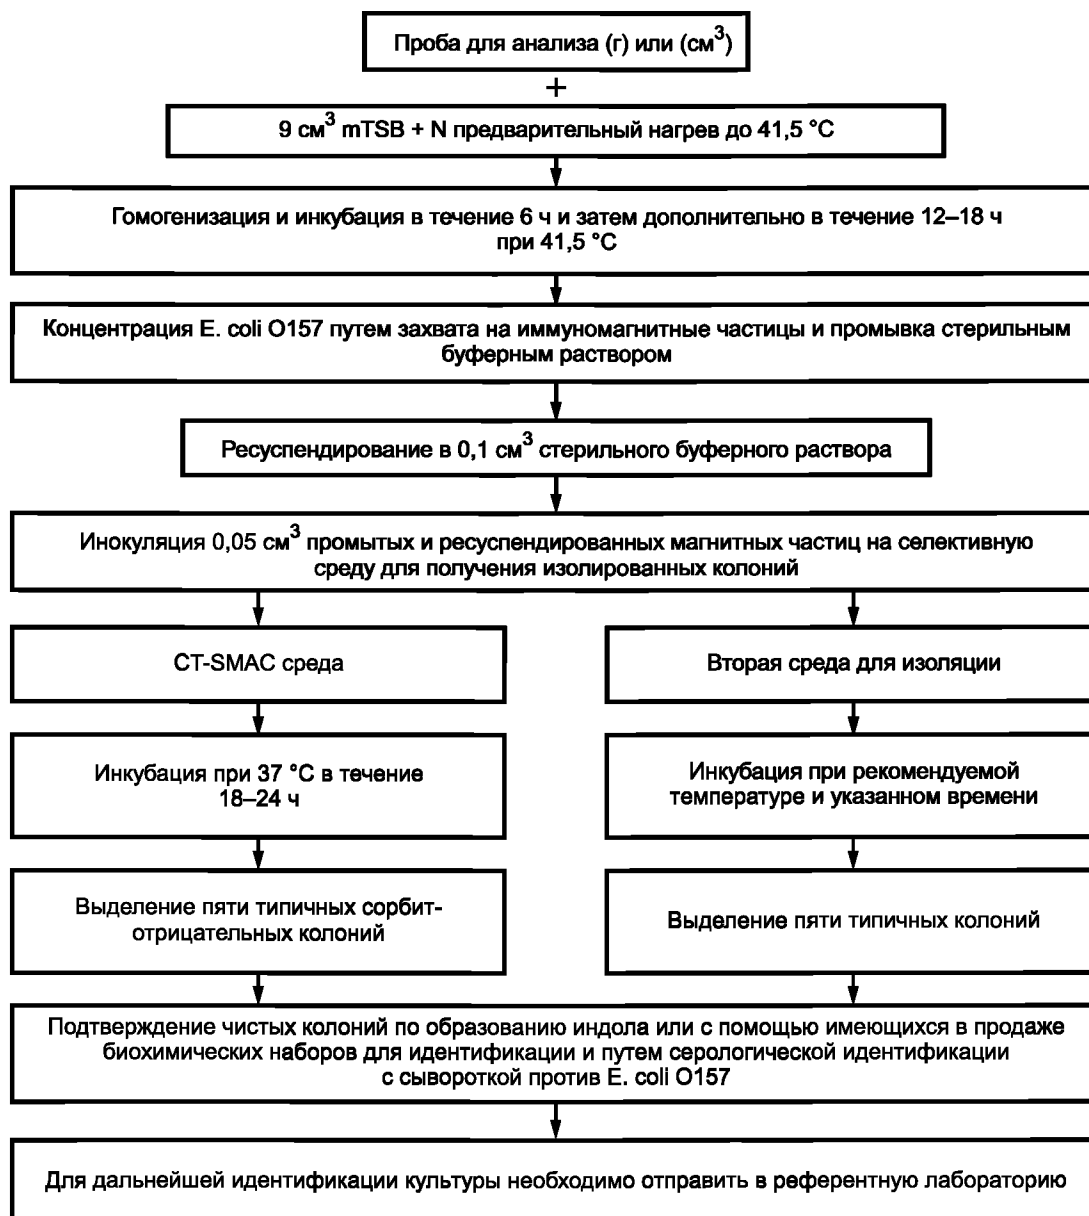 Проба для анализа (г) или (см³)
+
9 см³ mTSB + N предварительный нагрев до 41,5 °C
Гомогенизация и инкубация в течение 6 ч и затем дополнительно в течение 12–18 ч
при 41,5 °C
Концентрация E. coli O157 путем захвата на иммуномагнитные частицы и промывка стерильным
буферным раствором
Ресуспендирование в 0,1 см³ стерильного буферного раствора
Инокуляция 0,05 см³ промытых и ресуспендированных магнитных частиц на селективную
среду для получения изолированных колоний
CT-SMAC среда
Вторая среда для изоляции
Инкубация при 37 °C в течение
18–24 ч
Инкубация при рекомендуемой
температуре и указанном времени
Выделение пяти типичных сорбит-
отрицательных колоний
Выделение пяти типичных колоний
Подтверждение чистых колоний по образованию индола или с помощью имеющихся в продаже
биохимических наборов для идентификации и путем серологической идентификации
с сывороткой против E. coli O157
Для дальнейшей идентификации культуры необходимо отправить в референтную лабораторию